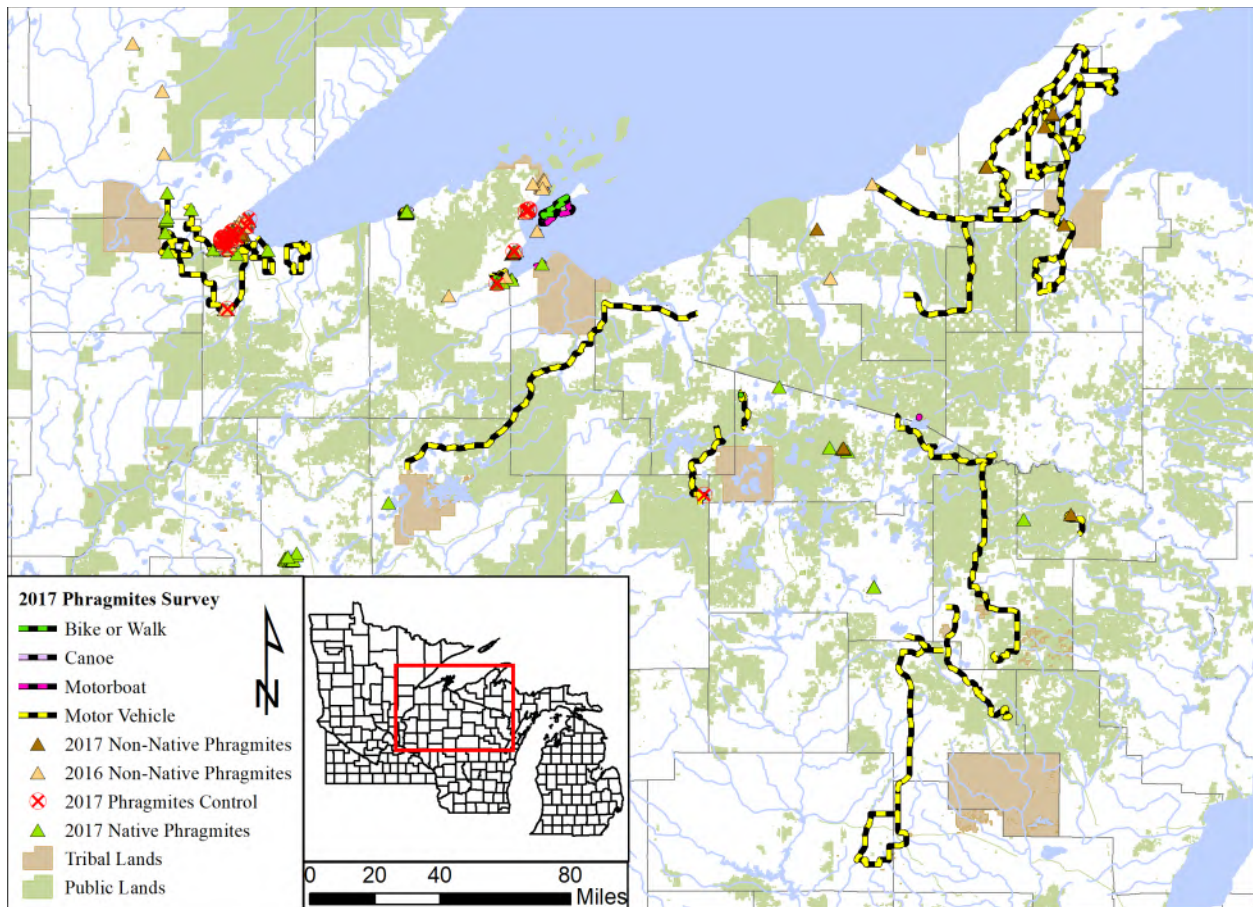 2017 Phragmites Survey
Bike or Walk
Canoe
Motorboat
Motor Vehicle
2017 Non-Native Phragmites
2016 Non-Native Phragmites
2017 Phragmites Control
2017 Native Phragmites
Tribal Lands
Public Lands
N
0 20 40 80
Miles